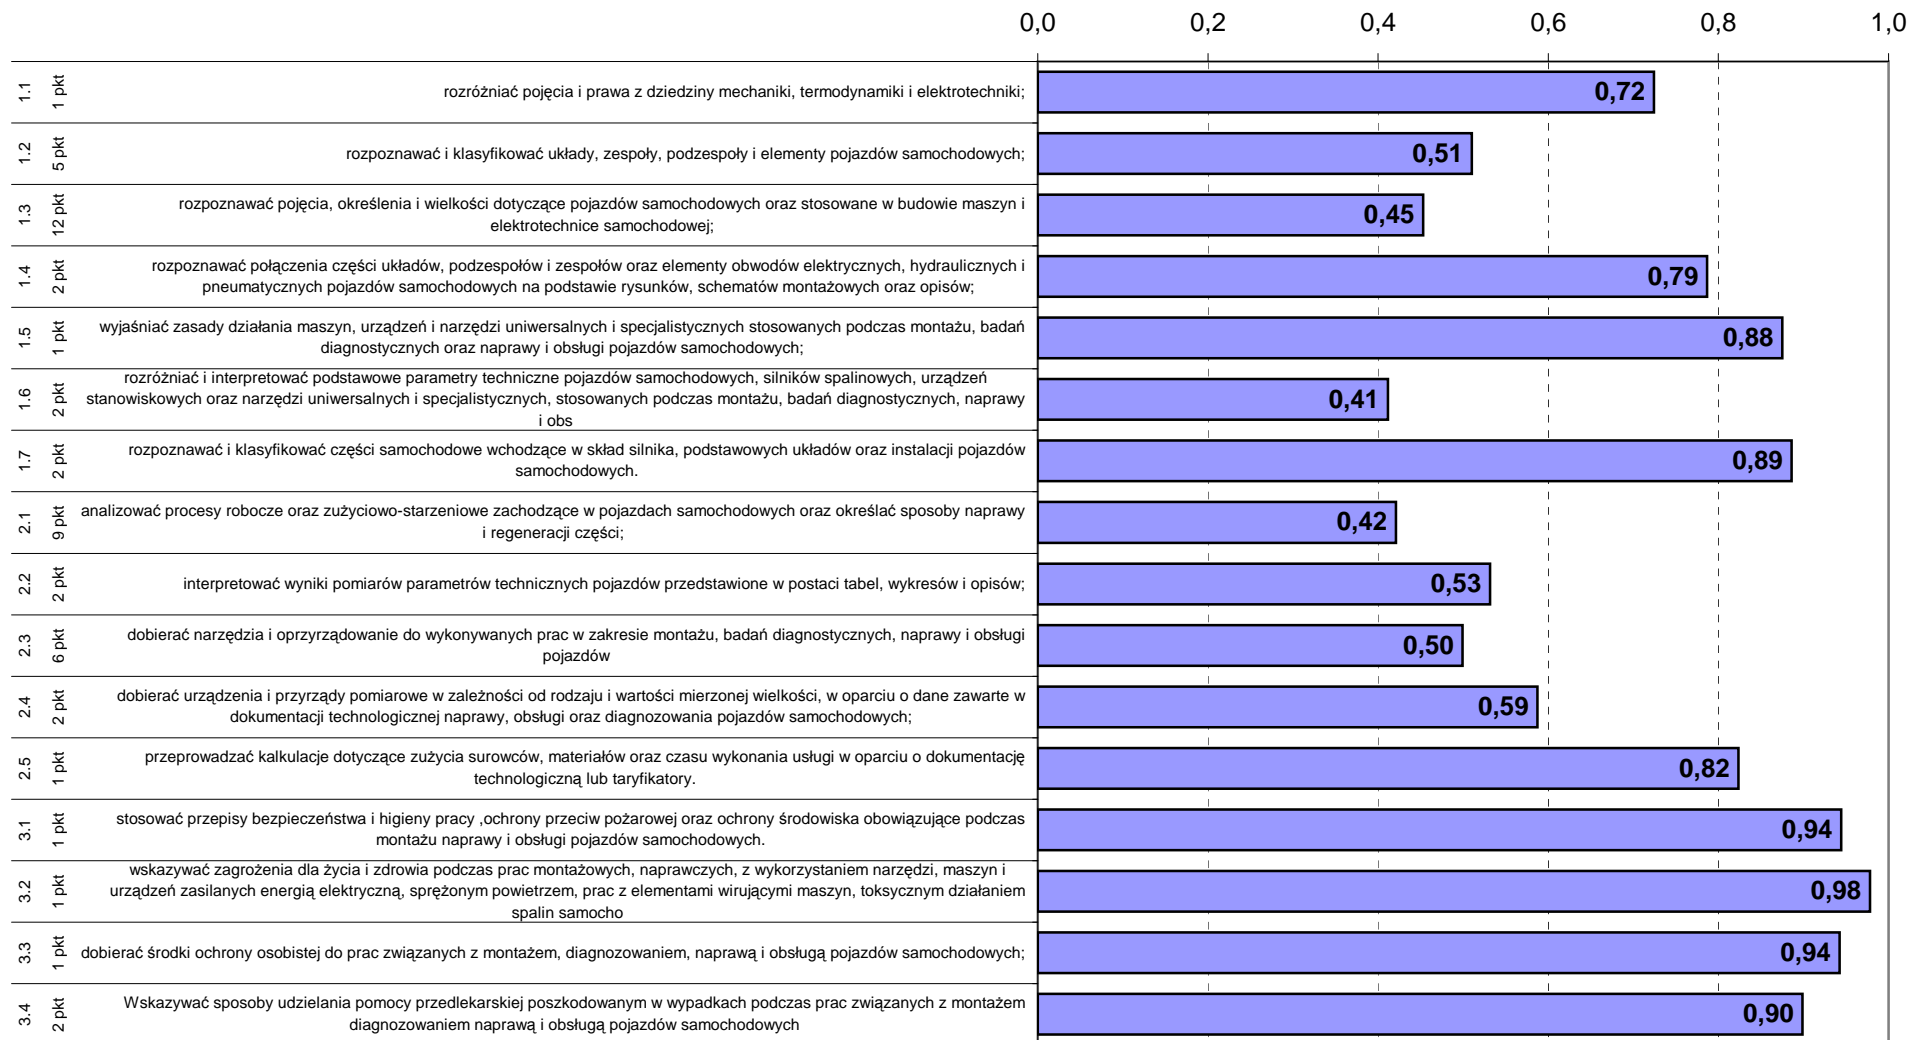 0,0 0,2 0,4 0,6 0,8 1,0
1.1 1 pkt rozróżniać pojęcia i prawa z dziedziny mechaniki, termodynamiki i elektrotechniki; 0,72
1.2 5 pkt rozpoznawać i klasyfikować układy, zespoły, podzespoły i elementy pojazdów samochodowych; 0,51
1.3 12 pkt rozpoznawać pojęcia, określenia i wielkości dotyczące pojazdów samochodowych oraz stosowane w budowie maszyn i
elektrotechnice samochodowej; 0,45
1.4 2 pkt rozpoznawać połączenia części układów, podzespołów i zespołów oraz elementy obwodów elektrycznych, hydraulicznych i
pneumatycznych pojazdów samochodowych na podstawie rysunków, schematów montażowych oraz opisów; 0,79
1.5 1 pkt wyjaśniać zasady działania maszyn, urządzeń i narzędzi uniwersalnych i specjalistycznych stosowanych podczas montażu, badań
diagnostycznych oraz naprawy i obsługi pojazdów samochodowych; 0,88
1.6 2 pkt rozróżniać i interpretować podstawowe parametry techniczne pojazdów samochodowych, silników spalinowych, urządzeń
stanowiskowych oraz narzędzi uniwersalnych i specjalistycznych, stosowanych podczas montażu, badań diagnostycznych, naprawy
i obs 0,41
1.7 2 pkt rozpoznawać i klasyfikować części samochodowe wchodzące w skład silnika, podstawowych układów oraz instalacji pojazdów
samochodowych. 0,89
2.1 9 pkt analizować procesy robocze oraz zużyciowo-starzeniowe zachodzące w pojazdach samochodowych oraz określać sposoby naprawy
i regeneracji części; 0,42
2.2 2 pkt interpretować wyniki pomiarów parametrów technicznych pojazdów przedstawione w postaci tabel, wykresów i opisów; 0,53
2.3 6 pkt dobierać narzędzia i oprzyrządowanie do wykonywanych prac w zakresie montażu, badań diagnostycznych, naprawy i obsługi
pojazdów 0,50
2.4 2 pkt dobierać urządzenia i przyrządy pomiarowe w zależności od rodzaju i wartości mierzonej wielkości, w oparciu o dane zawarte w
dokumentacji technologicznej naprawy, obsługi oraz diagnozowania pojazdów samochodowych; 0,59
2.5 1 pkt przeprowadzać kalkulacje dotyczące zużycia surowców, materiałów oraz czasu wykonania usługi w oparciu o dokumentację
technologiczną lub taryfikatory. 0,82
3.1 1 pkt stosować przepisy bezpieczeństwa i higieny pracy ,ochrony przeciw pożarowej oraz ochrony środowiska obowiązujące podczas
montażu naprawy i obsługi pojazdów samochodowych. 0,94
3.2 1 pkt wskazywać zagrożenia dla życia i zdrowia podczas prac montażowych, naprawczych, z wykorzystaniem narzędzi, maszyn i
urządzeń zasilanych energią elektryczną, sprężonym powietrzem, prac z elementami wirującymi maszyn, toksycznym działaniem
spalin samocho 0,98
3.3 1 pkt dobierać środki ochrony osobistej do prac związanych z montażem, diagnozowaniem, naprawą i obsługą pojazdów samochodowych; 0,94
3.4 2 pkt Wskazywać sposoby udzielania pomocy przedlekarskiej poszkodowanym w wypadkach podczas prac związanych z montażem
diagnozowaniem naprawą i obsługą pojazdów samochodowych 0,90